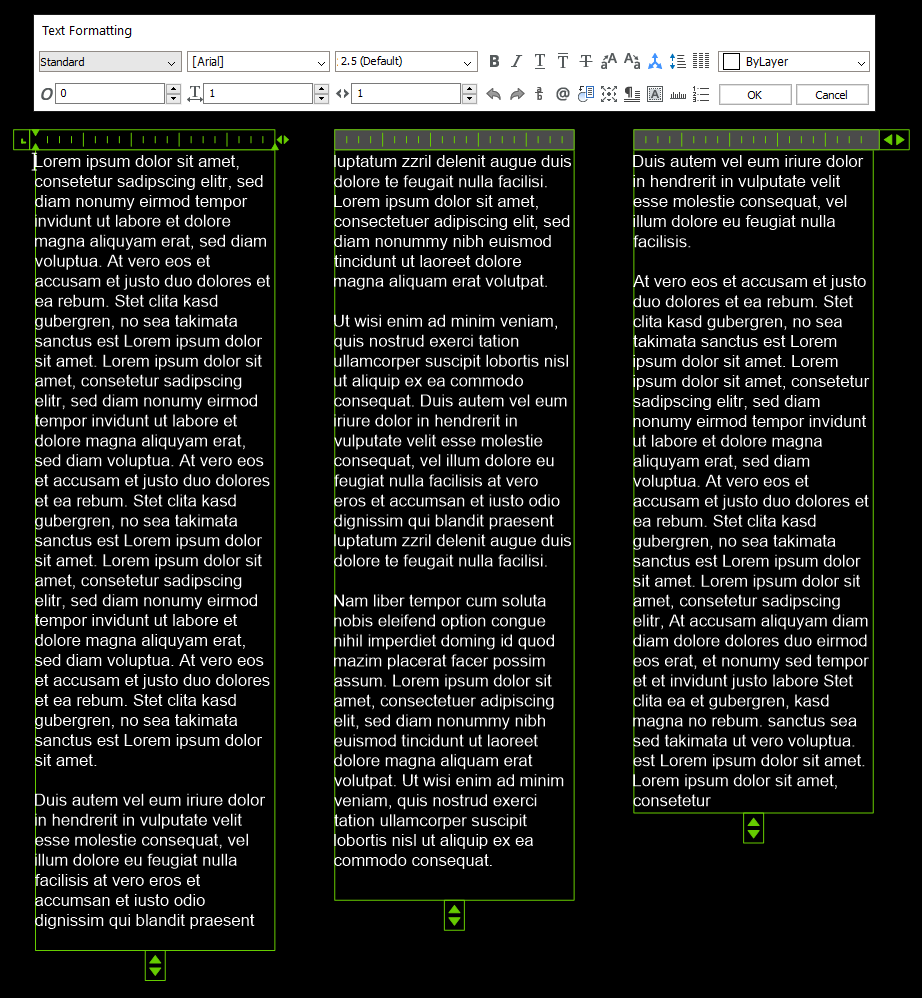 Text Formatting
Standard
[Arial]
2.5 (Default)
B I T T T
ByLayer
O 0
T 1
1
@
OK
Cancel
Lorem ipsum dolor sit amet,
consetetur sadipscing elitr, sed
diam nonumy eirmod tempor
invidunt ut labore et dolore
magna aliquyam erat, sed diam
voluptua. At vero eos et
accusam et justo duo dolores et
ea rebum. Stet clita kasd
gubergren, no sea takimata
sanctus est Lorem ipsum dolor
sit amet. Lorem ipsum dolor sit
amet, consetetur sadipscing
elitr, sed diam nonumy eirmod
tempor invidunt ut labore et
dolore magna aliquyam erat,
sed diam voluptua. At vero eos
et accusam et justo duo dolores
et ea rebum. Stet clita kasd
gubergren, no sea takimata
sanctus est Lorem ipsum dolor
sit amet. Lorem ipsum dolor sit
amet, consetetur sadipscing
elitr, sed diam nonumy eirmod
tempor invidunt ut labore et
dolore magna aliquyam erat,
sed diam voluptua. At vero eos
et accusam et justo duo dolores
et ea rebum. Stet clita kasd
gubergren, no sea takimata
sanctus est Lorem ipsum dolor
sit amet.
Duis autem vel eum iriure dolor
in hendrerit in vulputate velit
esse molestie consequat, vel
illum dolore eu feugiat nulla
facilisis at vero eros et
accumsan et iusto odio
dignissim qui blandit praesent
luptatum zzril delenit augue duis
dolore te feugait nulla facilisi.
Lorem ipsum dolor sit amet,
consectetuer adipiscing elit, sed
diam nonummy nibh euismod
tincidunt ut laoreet dolore
magna aliquam erat volutpat.
Ut wisi enim ad minim veniam,
quis nostrud exerci tation
ullamcorper suscipit lobortis nisl
ut aliquip ex ea commodo
consequat. Duis autem vel eum
iriure dolor in hendrerit in
vulputate velit esse molestie
consequat, vel illum dolore eu
feugiat nulla facilisis at vero
eros et accumsan et iusto odio
dignissim qui blandit praesent
luptatum zzril delenit augue duis
dolore te feugait nulla facilisi.
Nam liber tempor cum soluta
nobis eleifend option congue
nihil imperdiet doming id quod
mazim placerat facer possim
assum. Lorem ipsum dolor sit
amet, consectetuer adipiscing
elit, sed diam nonummy nibh
euismod tincidunt ut laoreet
dolore magna aliquam erat
volutpat. Ut wisi enim ad minim
veniam, quis nostrud exerci
tation ullamcorper suscipit
lobortis nisl ut aliquip ex ea
commodo consequat.
Duis autem vel eum iriure dolor
in hendrerit in vulputate velit
esse molestie consequat, vel
illum dolore eu feugiat nulla
facilisis.
At vero eos et accusam et justo
duo dolores et ea rebum. Stet
clita kasd gubergren, no sea
takimata sanctus est Lorem
ipsum dolor sit amet. Lorem
ipsum dolor sit amet, consetetur
sadipscing elitr, sed diam
nonumy eirmod tempor invidunt
ut labore et dolore magna
aliquyam erat, sed diam
voluptua. At vero eos et
accusam et justo duo dolores et
ea rebum. Stet clita kasd
gubergren, no sea takimata
sanctus est Lorem ipsum dolor
sit amet. Lorem ipsum dolor sit
amet, consetetur sadipscing
elitr, At accusam aliquyam diam
diam dolore dolores duo eirmod
eos erat, et nonumy sed tempor
et et invidunt justo labore Stet
clita ea et gubergren, kasd
magna no rebum. sanctus sea
sed takimata ut vero voluptua.
est Lorem ipsum dolor sit amet.
Lorem ipsum dolor sit amet,
consetetur